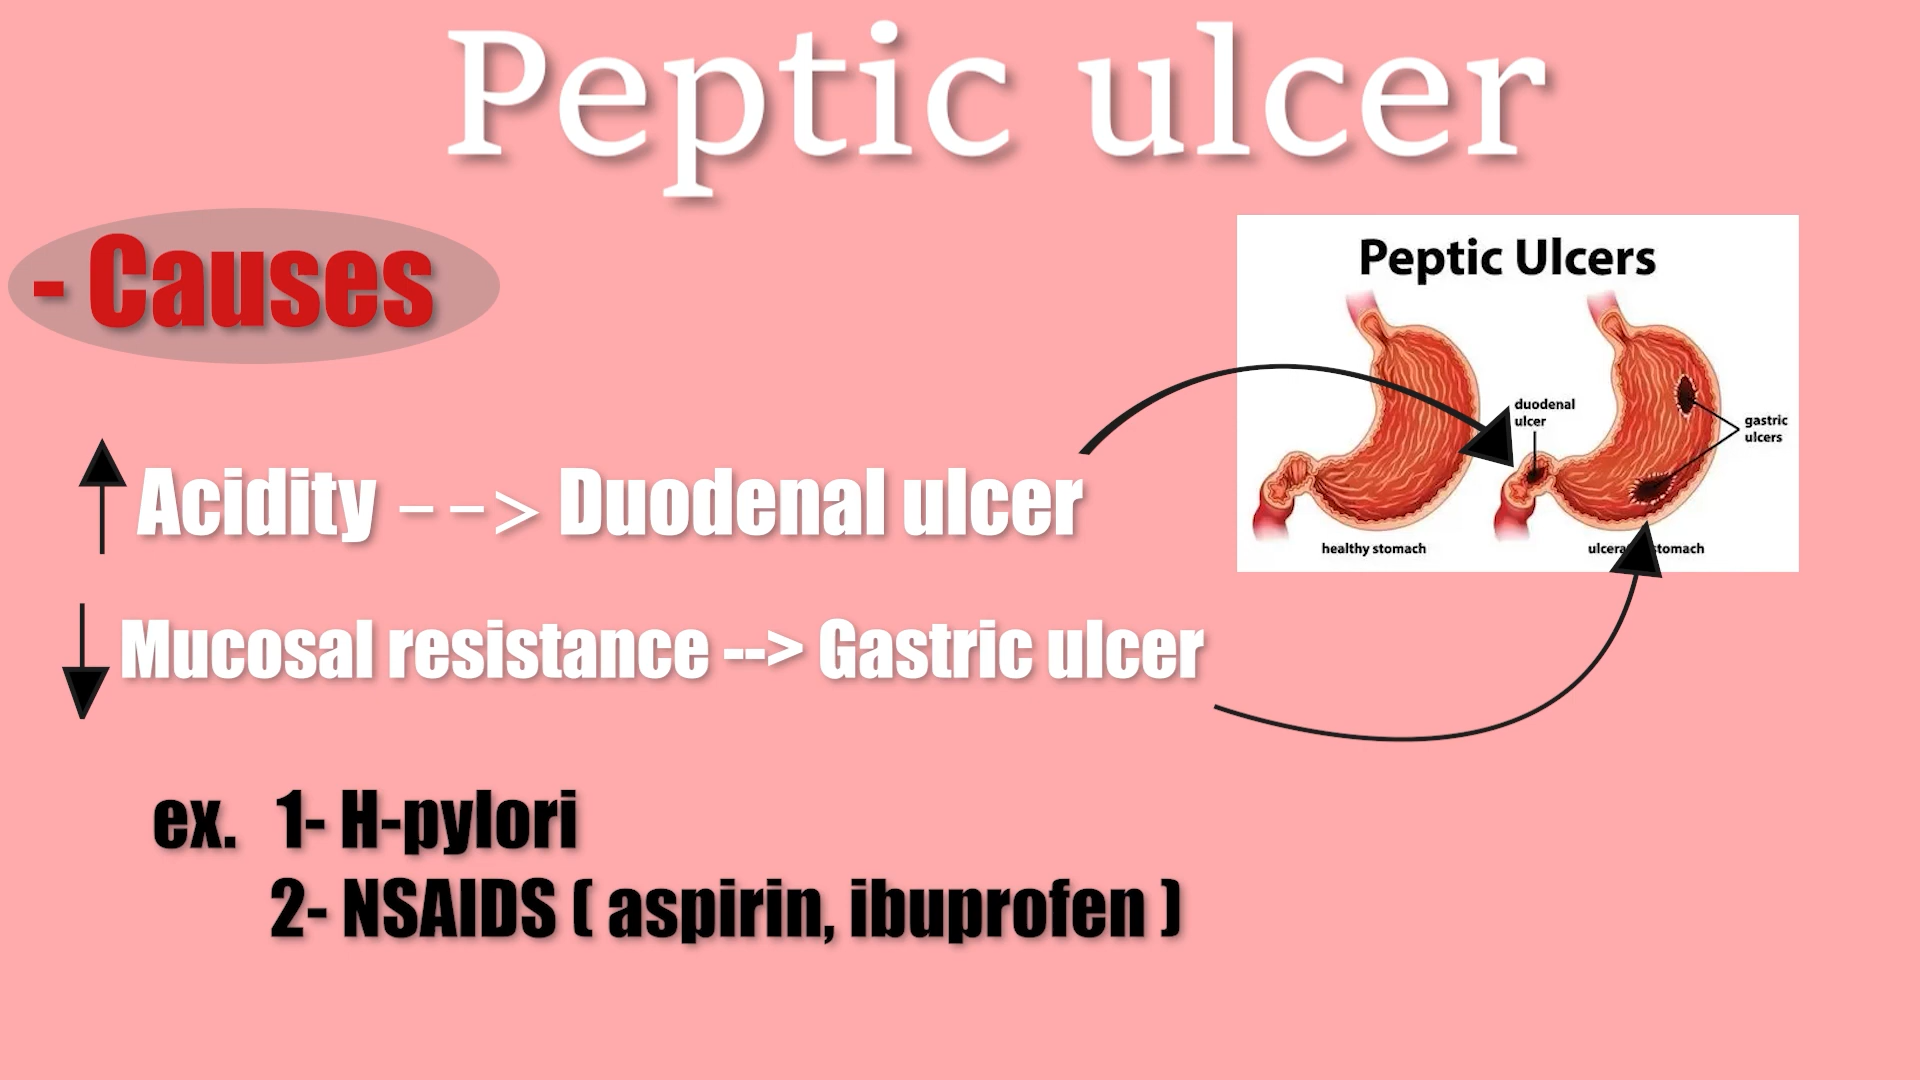 Peptic ulcer
- Causes
Peptic Ulcers
duodenal
ulcer
gastric
ulcers
healthy stomach
Acidity --> Duodenal ulcer
Mucosal resistance --> Gastric ulcer
ex. 1- H-pylori
2- NSAIDS ( aspirin, ibuprofen )